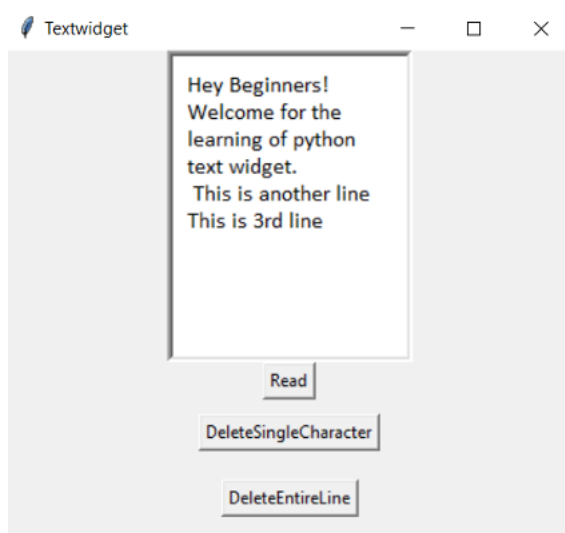 Textwidget
Hey Beginners!
Welcome for the
learning of python
text widget.
This is another line
This is 3rd line
Read
DeleteSingleCharacter
DeleteEntireLine